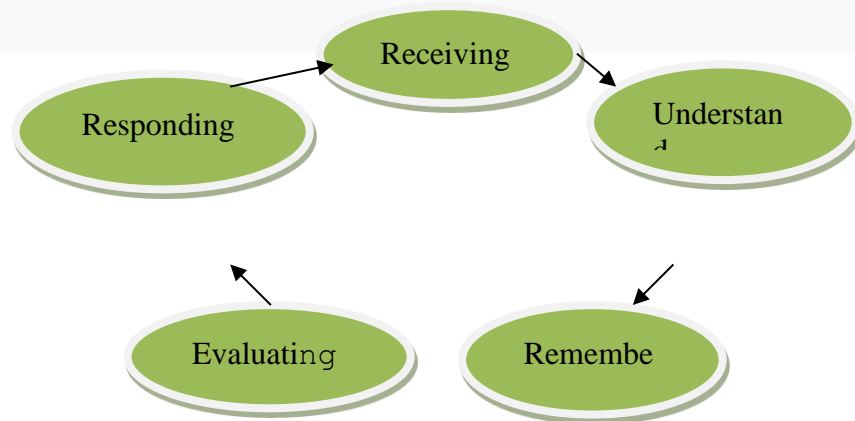 Receiving
Responding
Understan
d
Evaluating
Remembe